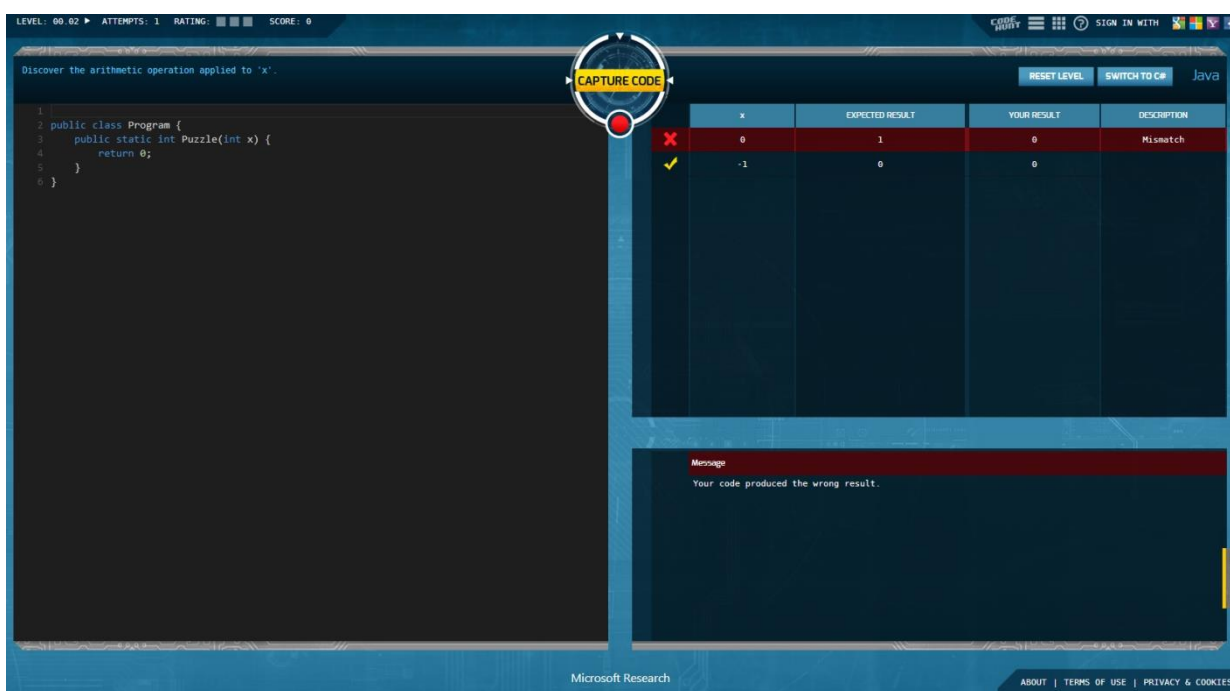 LEVEL: 00.02 ATTEMPTS: 1 RATING: SCORE: 0
CODE HUNT ? SIGN IN WITH
Discover the arithmetic operation applied to 'x'.
CAPTURE CODE
RESET LEVEL SWITCH TO C# Java
1
2 public class Program {
3 public static int Puzzle(int x) {
4 return 0;
5 }
6 }
x EXPECTED RESULT YOUR RESULT DESCRIPTION
0 1 0 Mismatch
-1 0 0
Message
Your code produced the wrong result.
Microsoft Research
ABOUT | TERMS OF USE | PRIVACY & COOKIES